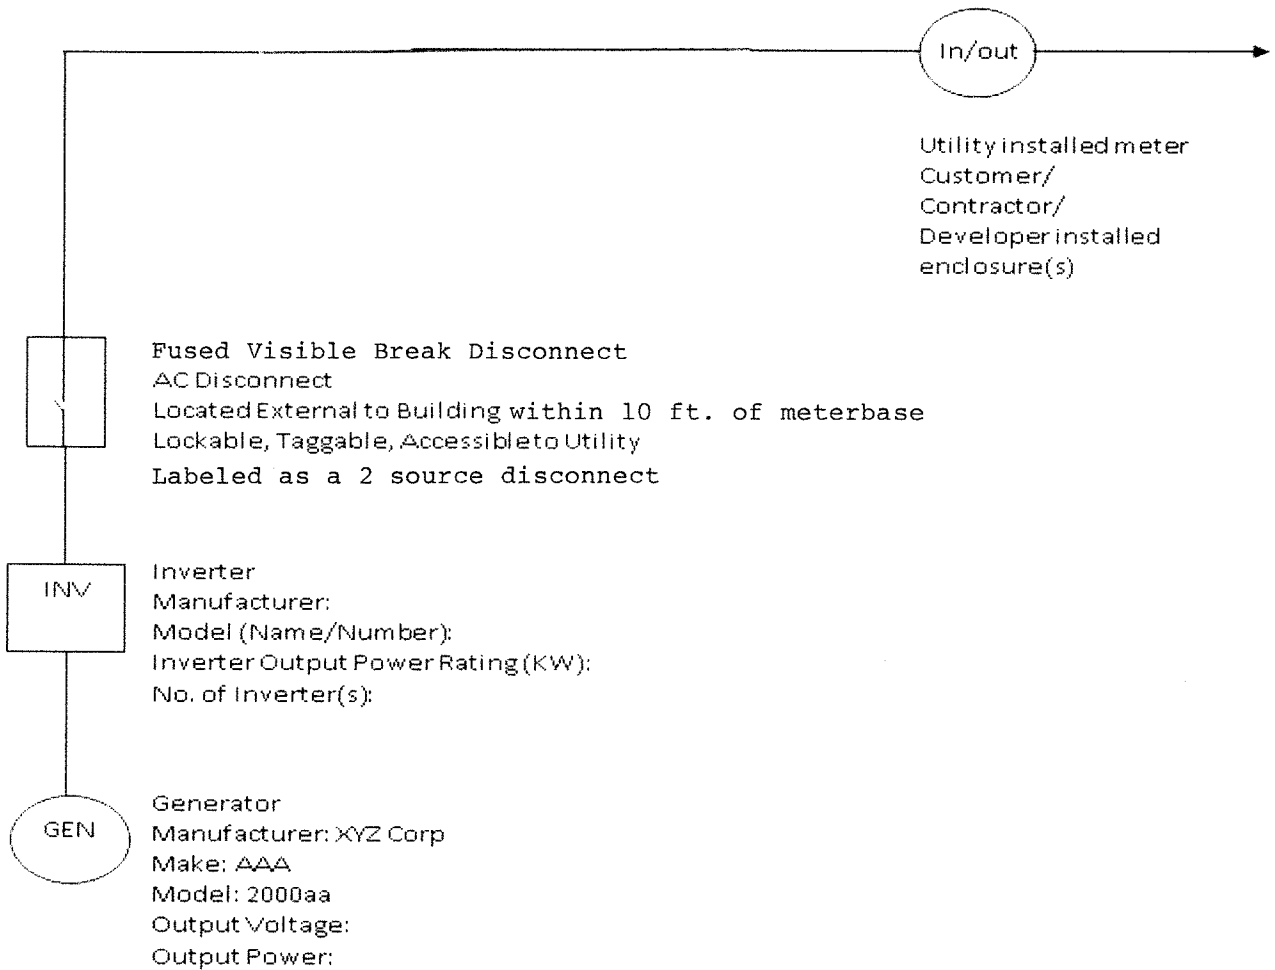 In/out
Utility installed meter
Customer/
Contractor/
Developer installed
enclosure(s)
Fused Visible Break Disconnect
AC Disconnect
Located External to Building within 10 ft. of meterbase
Lockable, Taggable, Accessible to Utility
Labeled as a 2 source disconnect
INV
Inverter
Manufacturer:
Model (Name/Number):
Inverter Output Power Rating (KW):
No. of Inverter(s):
GEN
Generator
Manufacturer: XYZ Corp
Make: AAA
Model: 2000aa
Output Voltage:
Output Power: